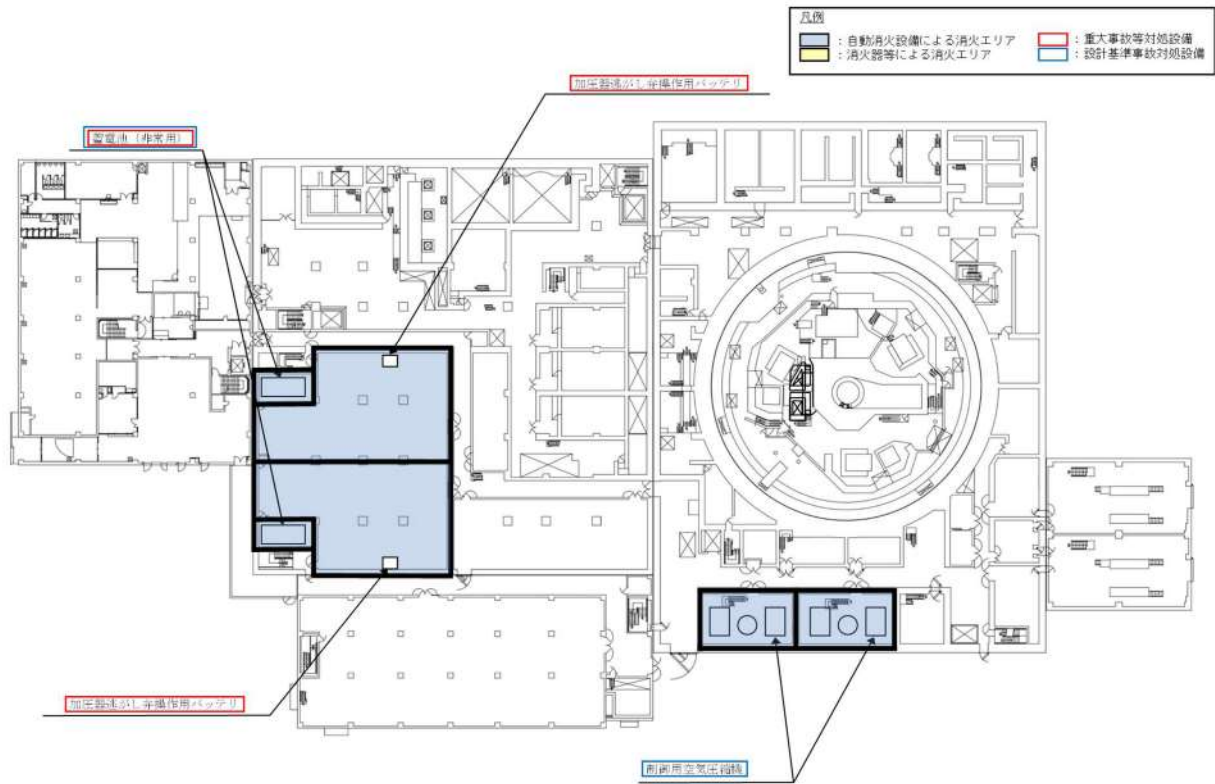 凡例
：自動消火設備による消火エリア
：消火器等による消火エリア
：重大事故等対処設備
：設計基準事故対処設備
加圧器逃がし弁操作用バッテリ
蓄電池（非常用）
加圧器逃がし弁操作用バッテリ
制御用空気圧縮機